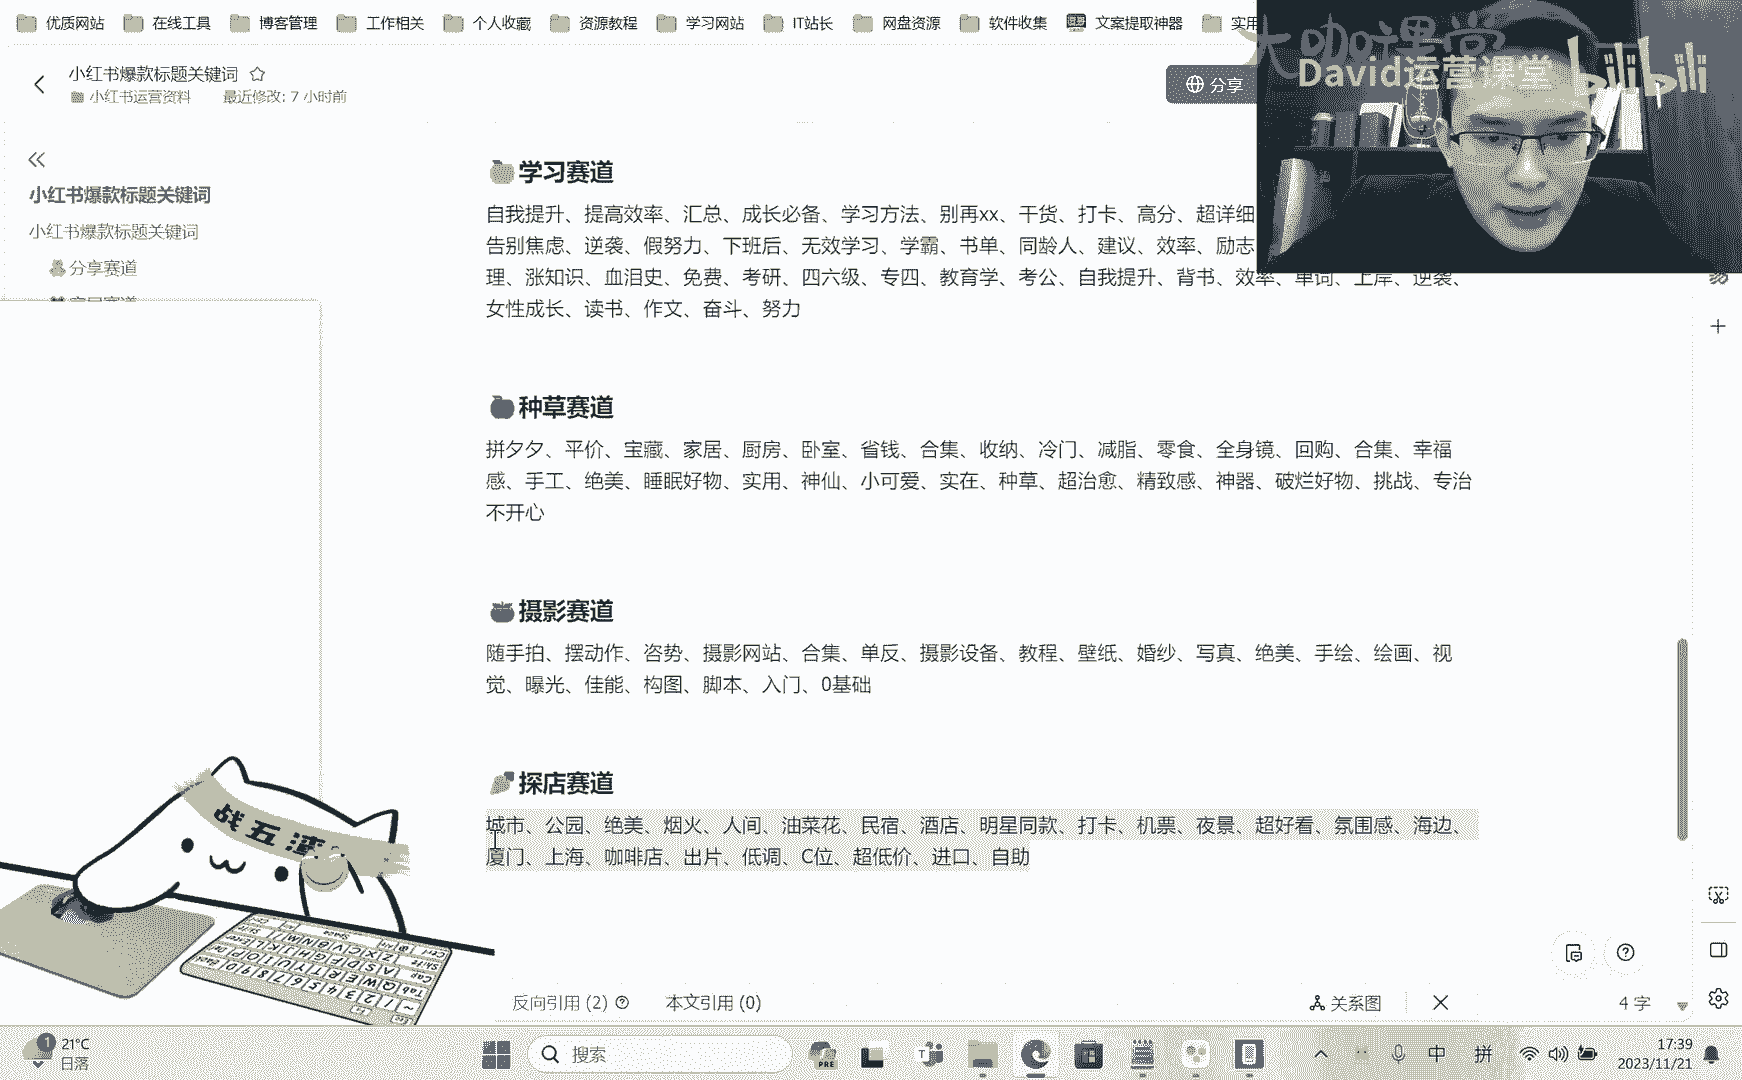 优质网站 在线工具 博客管理 工作相关 个人收藏 资源教程 学习网站 IT站长 网盘资源 软件收集 文案提取神器 实用
大咖课堂
David运营课堂 bilibili
小红书爆款标题关键词
小红书运营资料 最近修改: 7 小时前
分享
小红书爆款标题关键词
小红书爆款标题关键词
分享赛道
学习赛道
自我提升、提高效率、汇总、成长必备、学习方法、别再xx、干货、打卡、高分、超详细
告别焦虑、逆袭、假努力、下班后、无效学习、学霸、书单、同龄人、建议、效率、励志
理、涨知识、血泪史、免费、考研、四六级、专四、教育学、考公、自我提升、背书、效率、单词、上岸、逆袭、
女性成长、读书、作文、奋斗、努力
种草赛道
拼夕夕、平价、宝藏、家居、厨房、卧室、省钱、合集、收纳、冷门、减脂、零食、全身镜、回购、合集、幸福
感、手工、绝美、睡眠好物、实用、神仙、小可爱、实在、种草、超治愈、精致感、神器、破烂好物、挑战、专治
不开心
摄影赛道
随手拍、摆动作、咨势、摄影网站、合集、单反、摄影设备、教程、壁纸、婚纱、写真、绝美、手绘、绘画、视
觉、曝光、佳能、构图、脚本、入门、0基础
探店赛道
城市、公园、绝美、烟火、人间、油菜花、民宿、酒店、明星同款、打卡、机票、夜景、超好看、氛围感、海边、
厦门、上海、咖啡店、出片、低调、C位、超低价、进口、自助
战五渣
反向引用 (2) 本文引用 (0) 关系图 4 字
1 21°C
日落
搜索
PRE
中 拼
17:39
2023/11/21